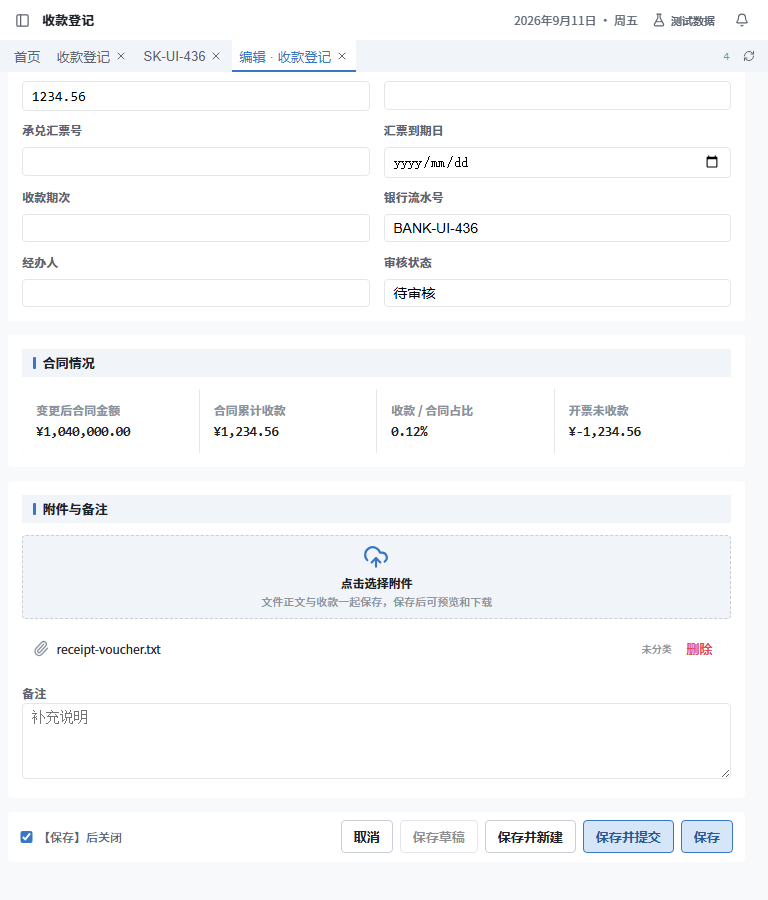 收款登记
2026年9月11日 • 周五 测试数据
首页 收款登记 × SK-UI-436 × 编辑 · 收款登记 × 4
1234.56
承兑汇票号 汇票到期日
yyyy/mm/dd
收款期次 银行流水号
BANK-UI-436
经办人 审核状态
待审核
合同情况
变更后合同金额 合同累计收款 收款 / 合同占比 开票未收款
¥1,040,000.00 ¥1,234.56 0.12% ¥-1,234.56
附件与备注
点击选择附件
文件正文与收款一起保存，保存后可预览和下载
receipt-voucher.txt 未分类 删除
备注
补充说明
【保存】后关闭 取消 保存草稿 保存并新建 保存并提交 保存